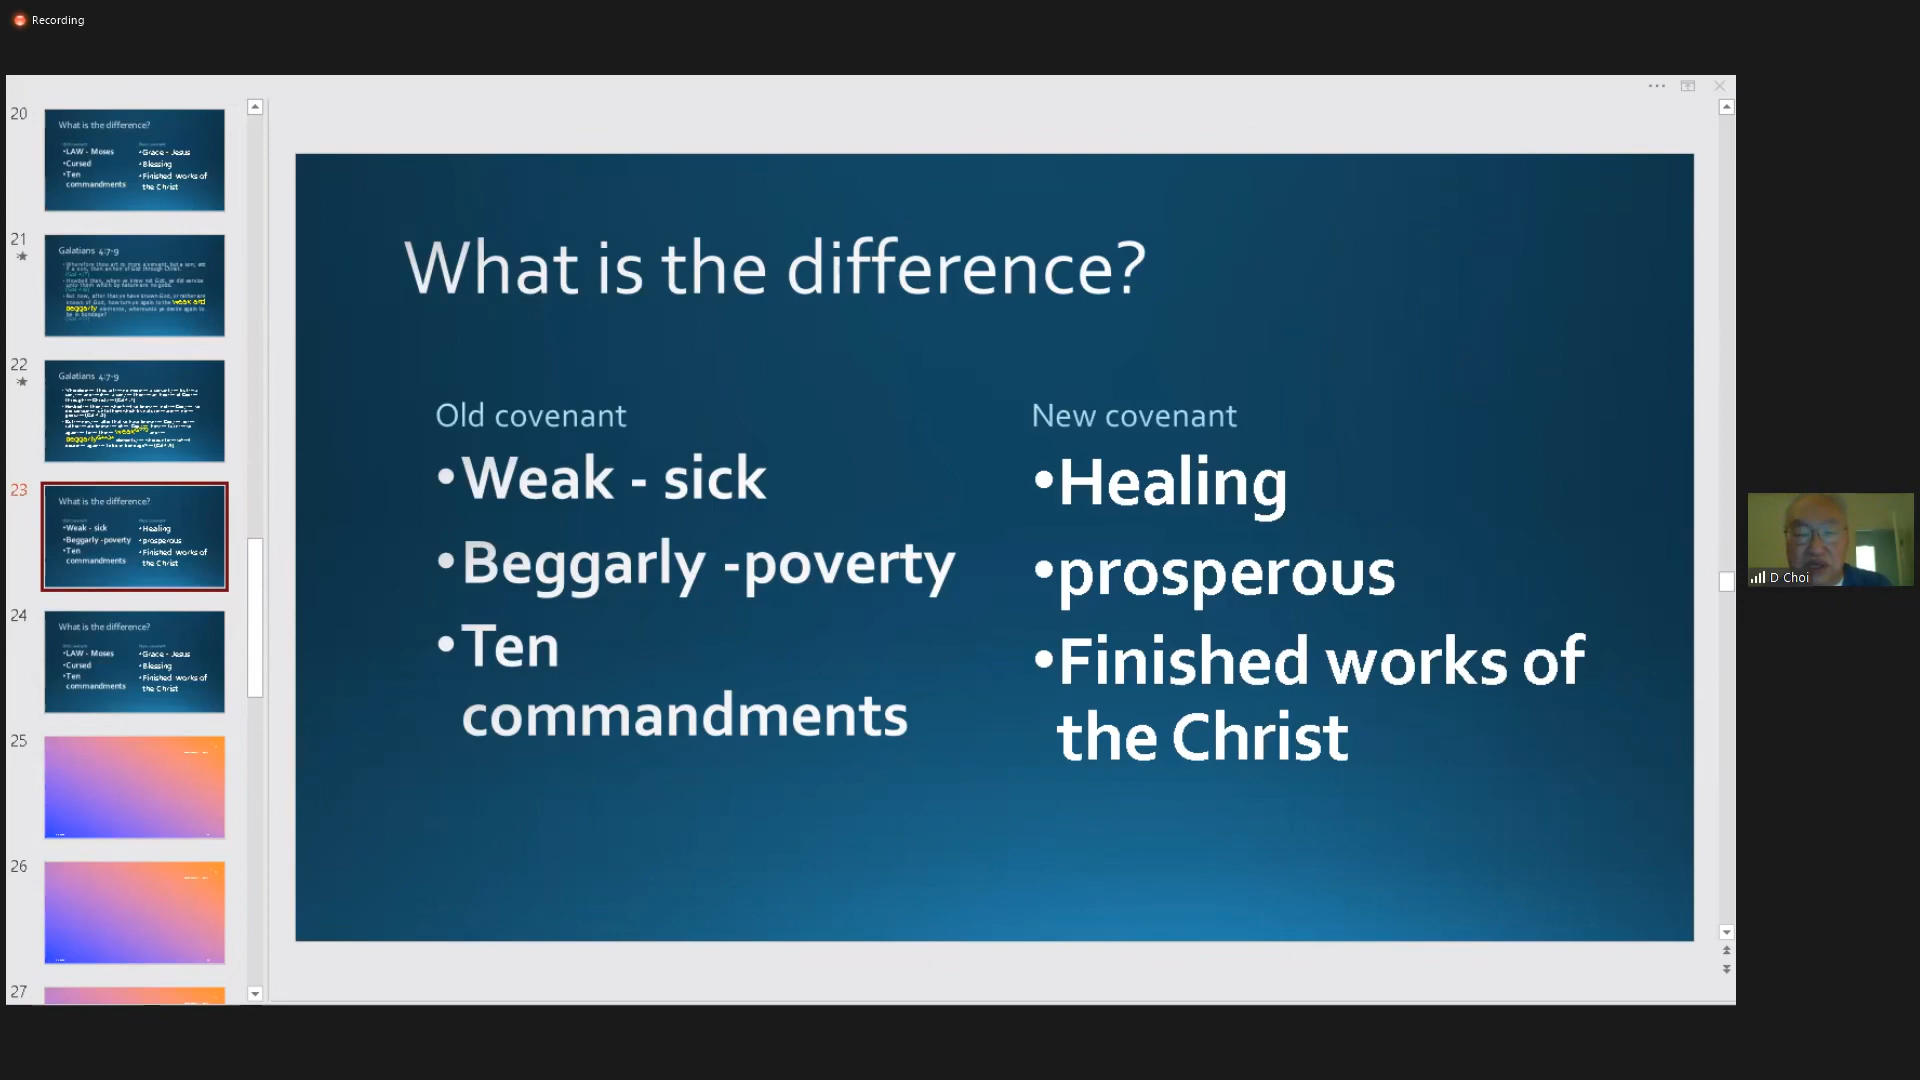 Recording
20
What is the difference?
•LAW - Moses
•Cursed
•Ten
commandments
•Grace - Jesus
•Blessing
•Finished works of
the Christ
21
Galatians 4:7-9
weak and
Beggarly
22
Galatians 4:7-9
23
What is the difference?
•Weak - sick
•Beggarly -poverty
•Ten
commandments
•Healing
•prosperous
•Finished works of
the Christ
24
What is the difference?
•LAW - Moses
•Cursed
•Ten
commandments
•Grace - Jesus
•Blessing
•Finished works of
the Christ
25
26
27
What is the difference?
Old covenant
•Weak - sick
•Beggarly -poverty
•Ten
commandments
New covenant
•Healing
•prosperous
•Finished works of
the Christ
D Choi